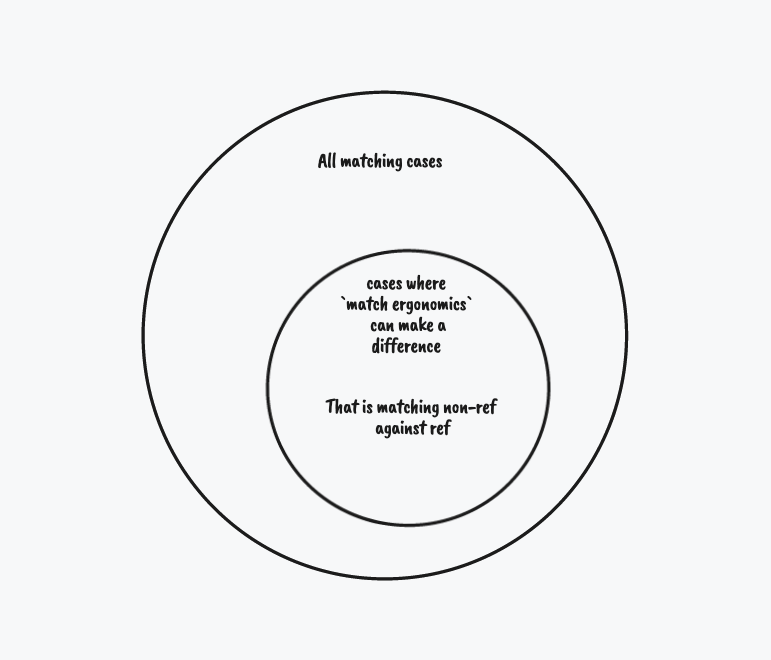 All matching cases
cases where
`match ergonomics`
can make a
difference
That is matching non-ref
against ref